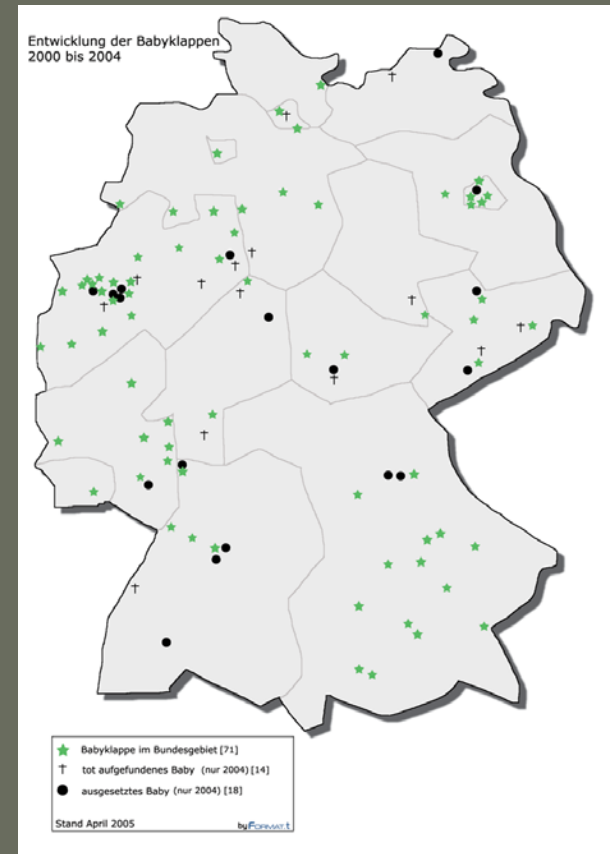 Entwicklung der Babyklappen
2000 bis 2004
Babyklappe im Bundesgebiet [71]
tot aufgefundenes Baby (nur 2004) [14]
ausgesetztes Baby (nur 2004) [18]
Stand April 2005
by FORMAT.t